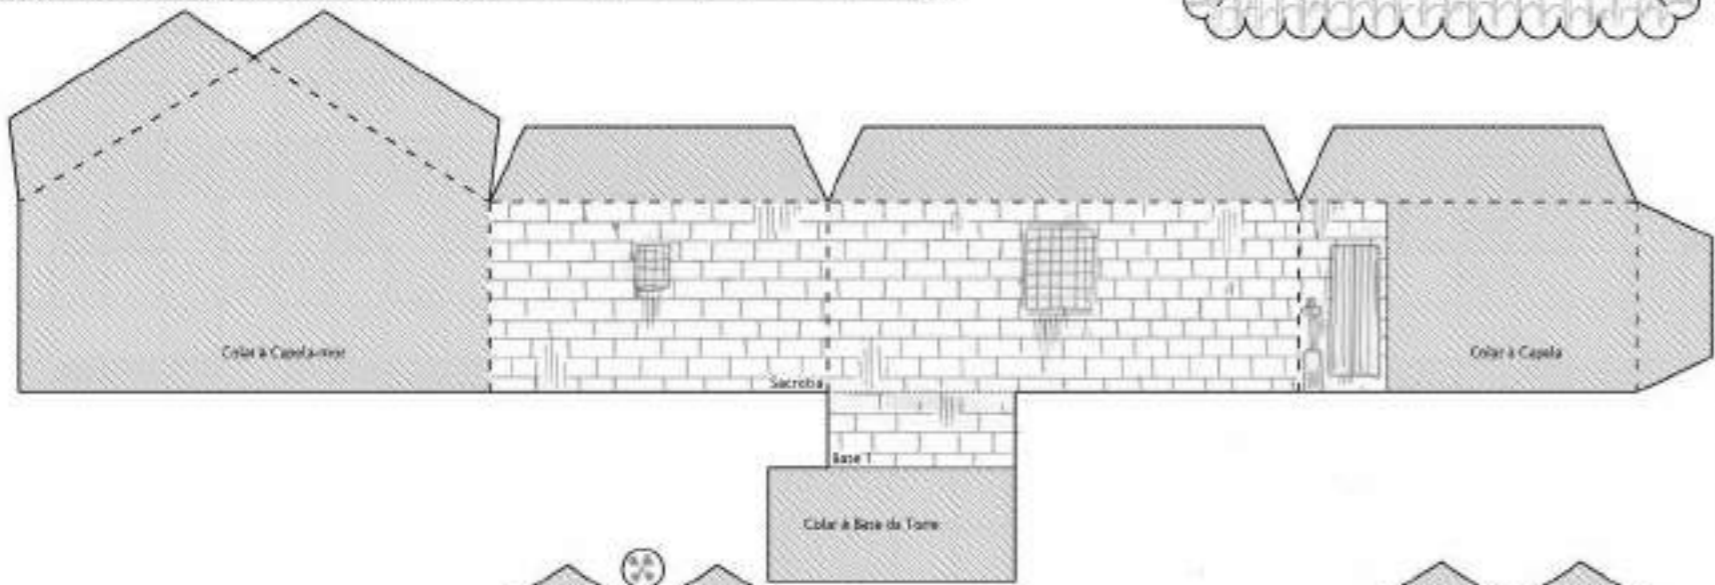 Colar à Capela-mor
Colar à Capela
Sacristia
Base 1
Colar à Base da Torre